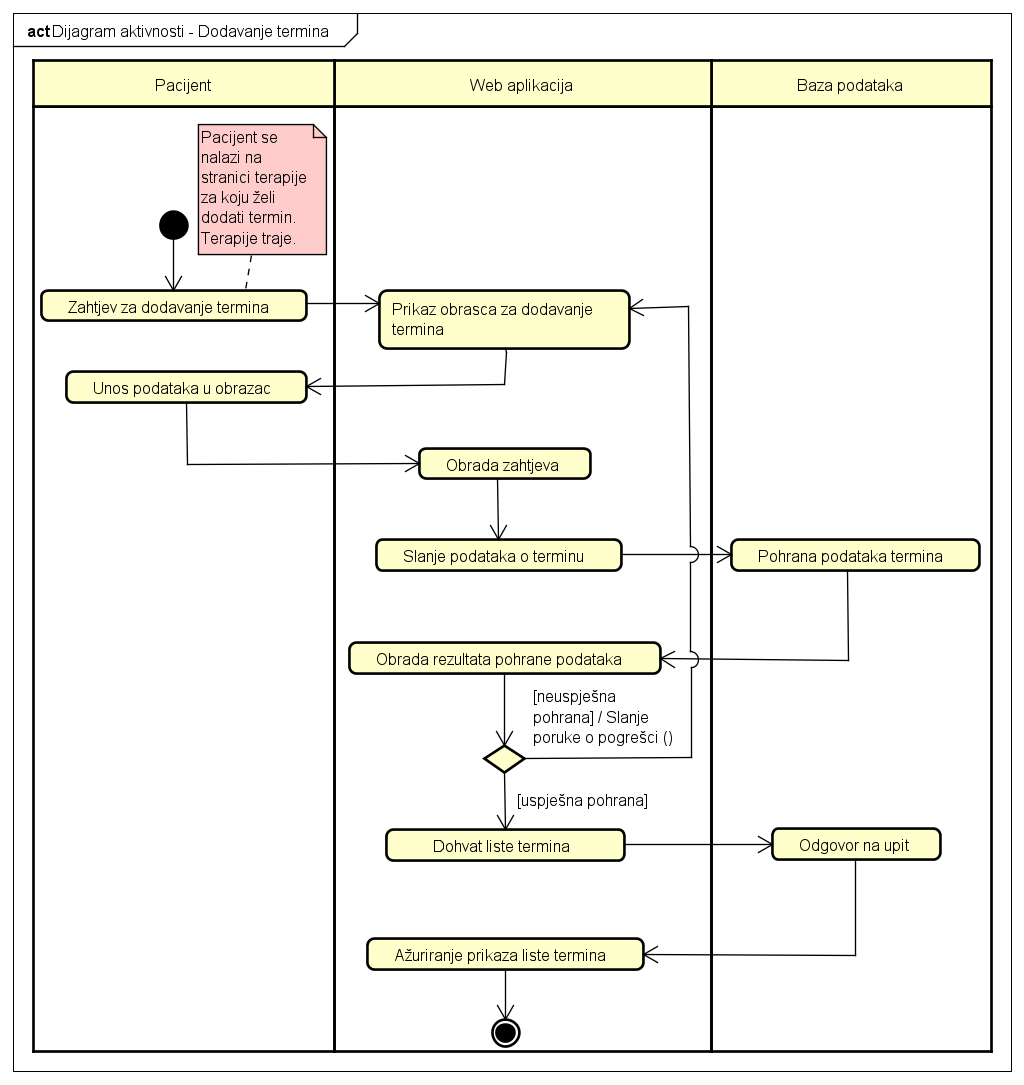 act Dijagram aktivnosti - Dodavanje termina
Pacijent
Web aplikacija
Baza podataka
Pacijent se
nalazi na
stranici terapije
za koju želi
dodati termin.
Terapije traje.
Zahtjev za dodavanje termina
Prikaz obrasca za dodavanje
termina
Unos podataka u obrazac
Obrada zahtjeva
Slanje podataka o terminu
Pohrana podataka termina
Obrada rezultata pohrane podataka
[neuspješna
pohrana] / Slanje
poruke o pogrešci ()
[uspješna pohrana]
Dohvat liste termina
Odgovor na upit
Ažuriranje prikaza liste termina